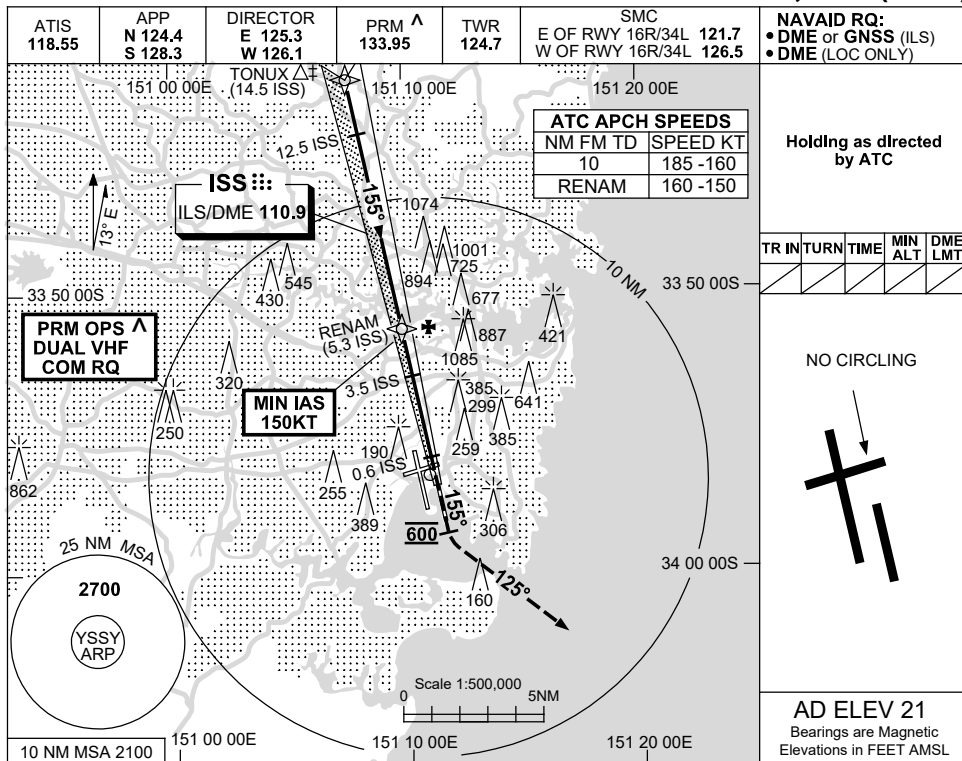 ATIS
118.55
APP
N 124.4
S 128.3
DIRECTOR
E 125.3
W 126.1
PRM ^
133.95
TWR
124.7
SMC
E OF RWY 16R/34L 121.7
W OF RWY 16R/34L 126.5
NAVAID RQ:
• DME or GNSS (ILS)
• DME (LOC ONLY)
TONUX
(14.5 ISS)
151 00 00E
151 10 00E
151 20 00E
12.5 ISS
ATC APCH SPEEDS
NM FM TD SPEED KT
10 185 -160
RENAM 160 -150
Holding as directed
by ATC
ISS
ILS/DME 110.9
155°
13° E
1074
1001
725
894
545
430
677
10 NM
TR IN TURN TIME MIN ALT DME LMT
33 50 00S
33 50 00S
PRM OPS ^
DUAL VHF
COM RQ
RENAM
(5.3 ISS)
887
421
1085
NO CIRCLING
320
3.5 ISS
385
641
299
MIN IAS
150KT
250
190
259
385
862
0.6 ISS
255
389
155°
306
600
25 NM MSA
2700
YSSY
ARP
34 00 00S
125°
160
Scale 1:500,000
0 5NM
10 NM MSA 2100
151 00 00E
151 10 00E
151 20 00E
AD ELEV 21
Bearings are Magnetic
Elevations in FEET AMSL